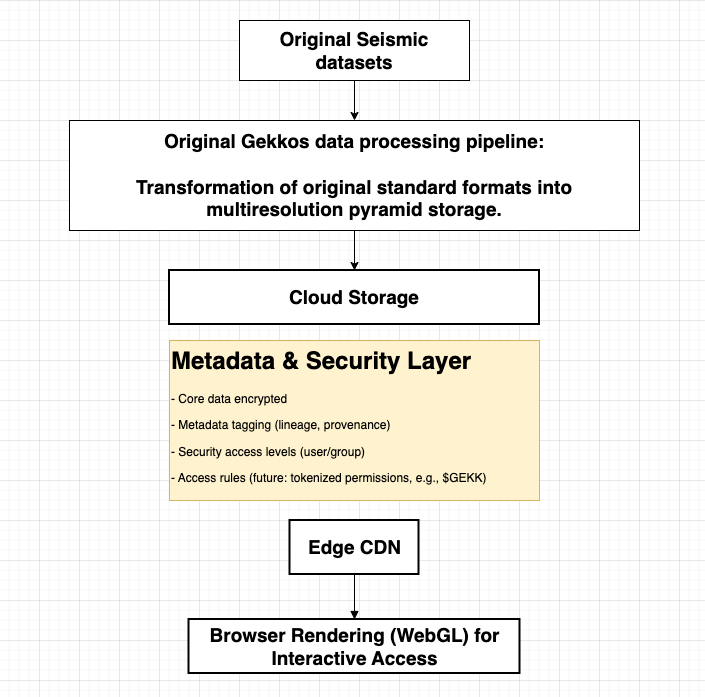 Original Seismic
datasets
Original Gekkos data processing pipeline:
Transformation of original standard formats into
multiresolution pyramid storage.
Cloud Storage
Metadata & Security Layer
- Core data encrypted
- Metadata tagging (lineage, provenance)
- Security access levels (user/group)
- Access rules (future: tokenized permissions, e.g., $GEKK)
Edge CDN
Browser Rendering (WebGL) for
Interactive Access